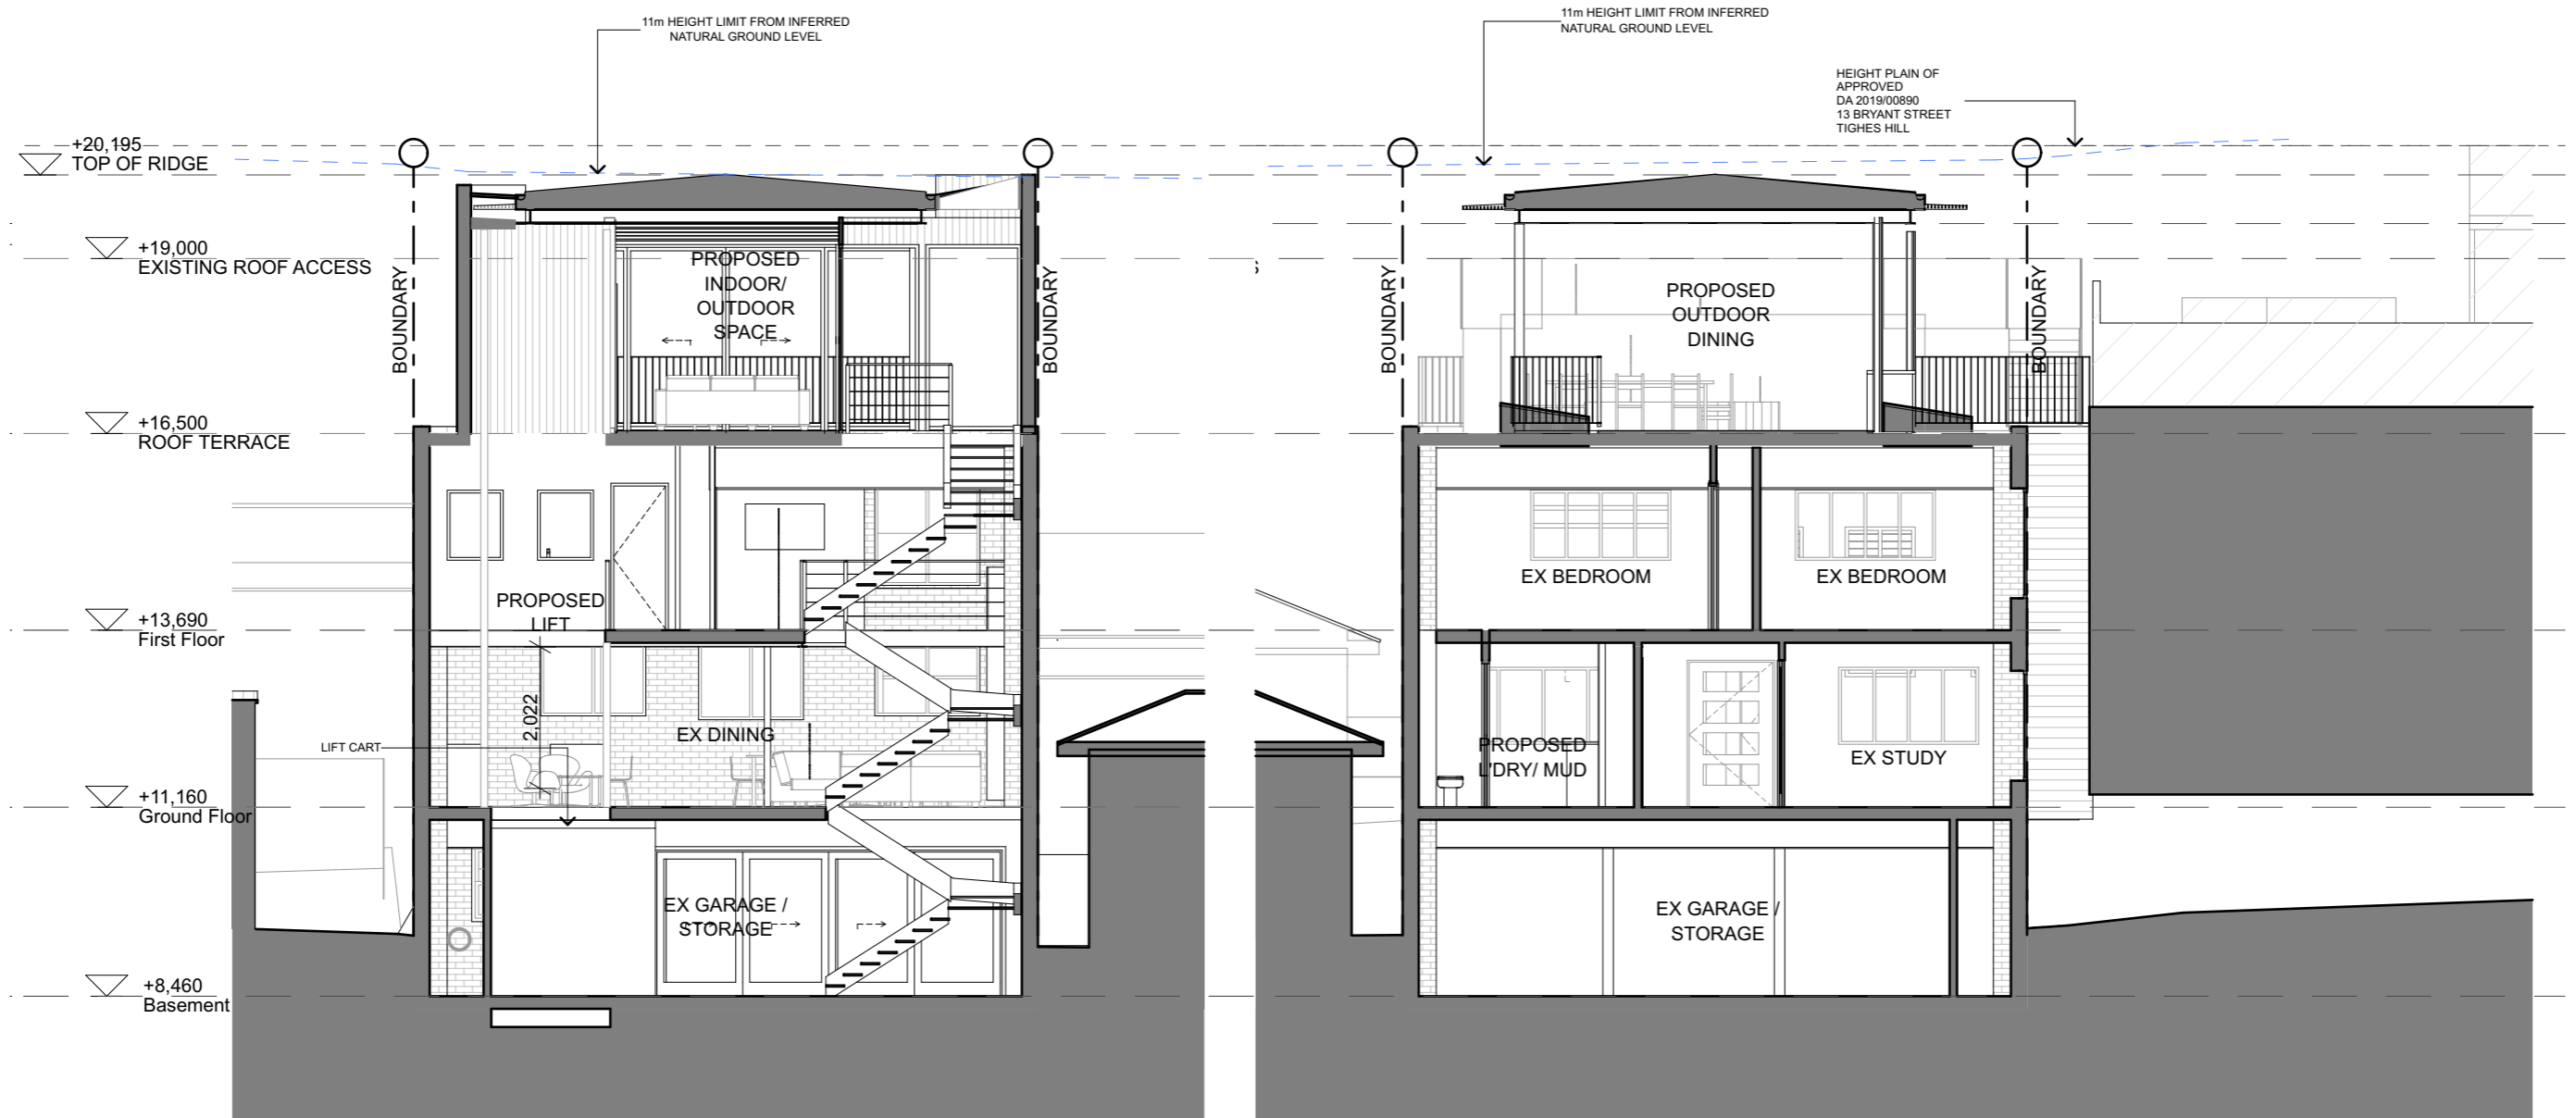 11m HEIGHT LIMIT FROM INFERRED
NATURAL GROUND LEVEL
11m HEIGHT LIMIT FROM INFERRED
NATURAL GROUND LEVEL
HEIGHT PLAIN OF
APPROVED
DA 2019/00890
13 BRYANT STREET
TIGHES HILL
+20,195
TOP OF RIDGE
+19,000
EXISTING ROOF ACCESS
+16,500
ROOF TERRACE
+13,690
First Floor
+11,160
Ground Floor
+8,460
Basement
BOUNDARY
PROPOSED
INDOOR/
OUTDOOR
SPACE
BOUNDARY
PROPOSED
LIFT
2,022
LIFT CART
EX DINING
EX GARAGE /
STORAGE
BOUNDARY
PROPOSED
OUTDOOR
DINING
BOUNDARY
EX BEDROOM
EX BEDROOM
PROPOSED
L'DRY/ MUD
EX STUDY
EX GARAGE /
STORAGE